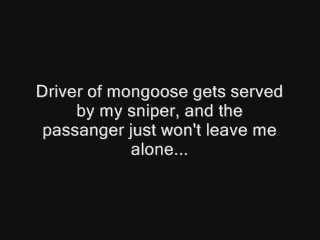 Driver of mongoose gets served
by my sniper, and the
passanger just won't leave me
alone...